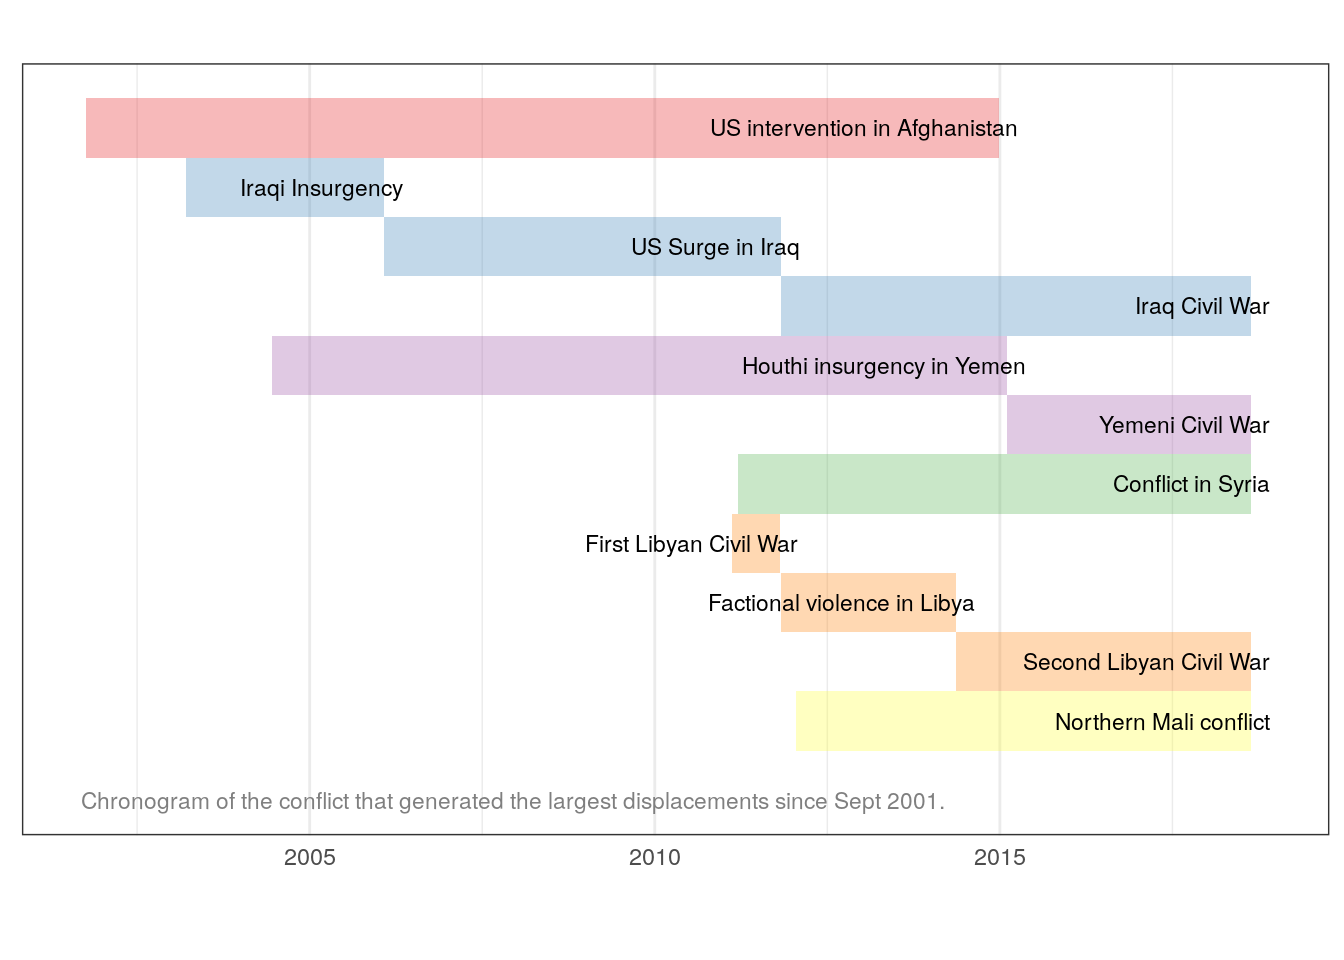 US intervention in Afghanistan
Iraqi Insurgency
US Surge in Iraq
Iraq Civil War
Houthi insurgency in Yemen
Yemeni Civil War
Conflict in Syria
First Libyan Civil War
Factional violence in Libya
Second Libyan Civil War
Northern Mali conflict
Chronogram of the conflict that generated the largest displacements since Sept 2001.
2005 2010 2015